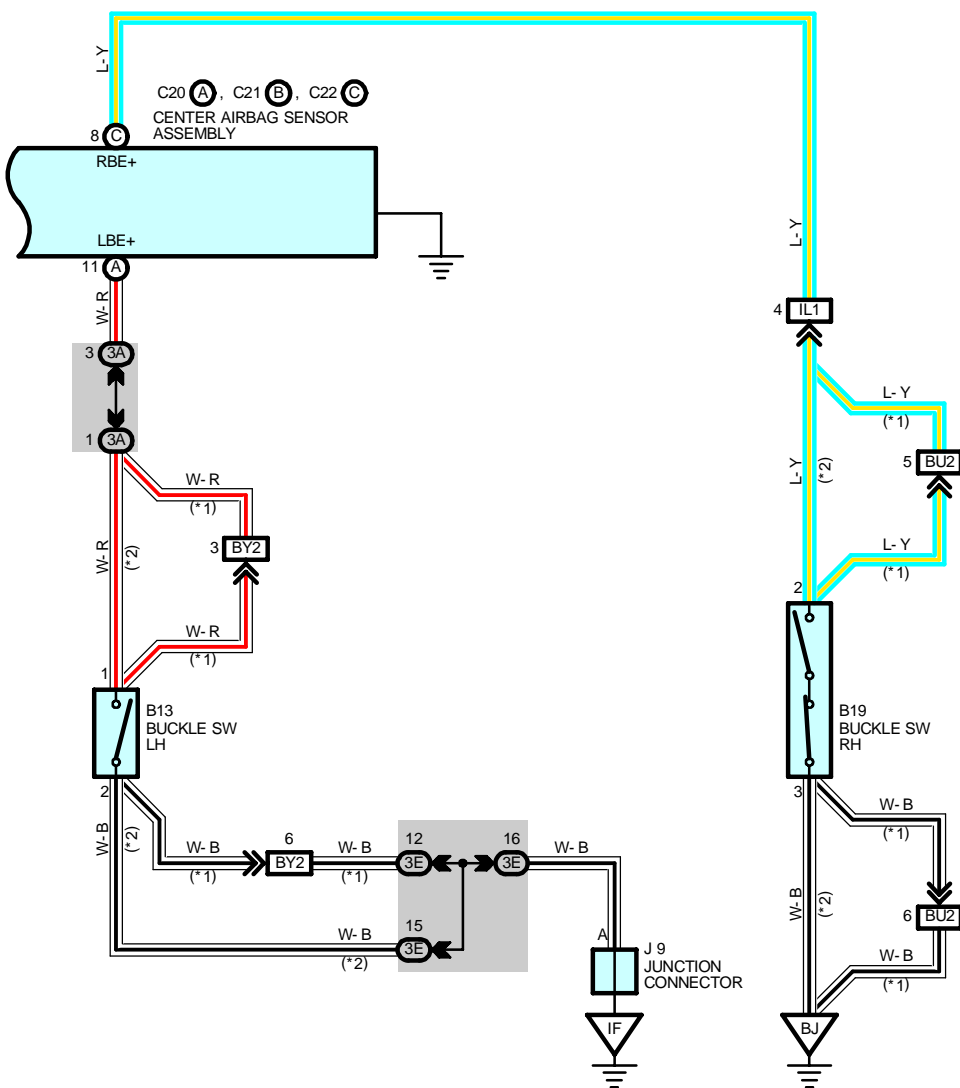 L-Y
C20 A, C21 B, C22 C
CENTER AIRBAG SENSOR
ASSEMBLY
8 C
RBE+
LBE+
11 A
W-R
L-Y
4 IL1
3 3A
1 3A
L-Y
(*1)
W-R
(*1)
L-Y
(*2)
5 BU2
W-R
(*2)
3 BY2
L-Y
(*1)
2
W-R
(*1)
1
B13
BUCKLE SW
LH
B19
BUCKLE SW
RH
2
3
W-B
(*2)
W-B
(*1)
6
BY2
W-B
(*1)
12
3E
16
3E
W-B
W-B
(*1)
W-B
(*2)
6 BU2
15
3E
W-B
(*2)
A
J 9
JUNCTION
CONNECTOR
W-B
(*1)
IF
BJ